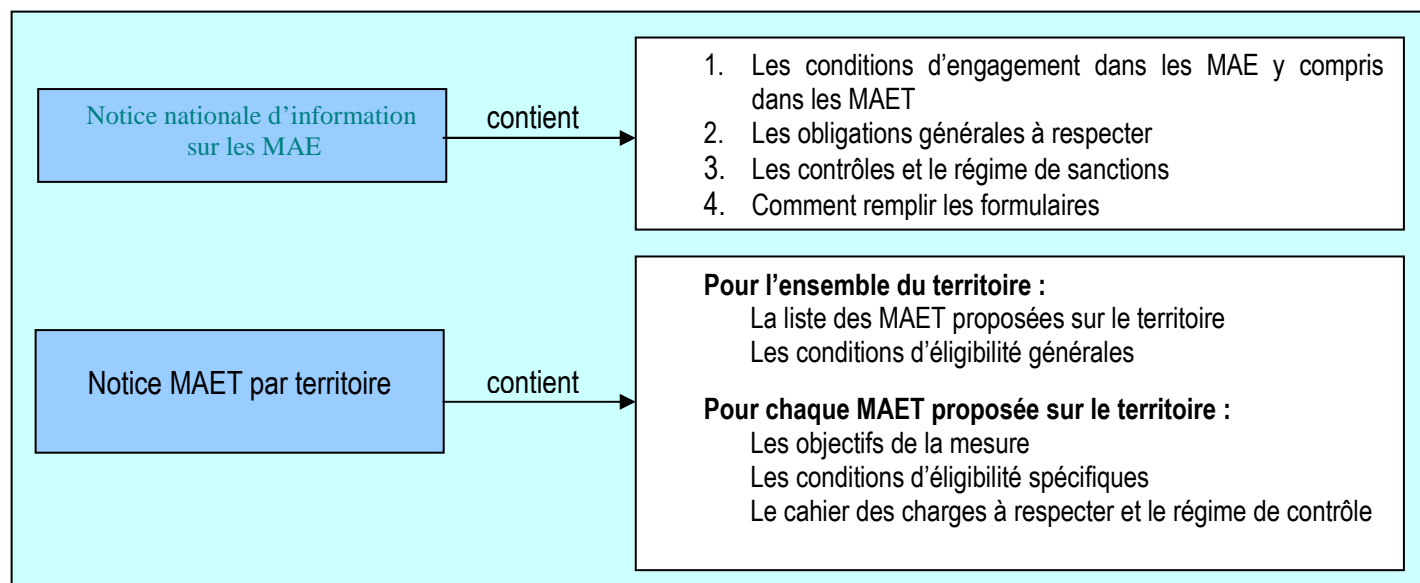 Notice nationale d’information
sur les MAE
contient
1. Les conditions d’engagement dans les MAE y compris
dans les MAET
2. Les obligations générales à respecter
3. Les contrôles et le régime de sanctions
4. Comment remplir les formulaires
Notice MAET par territoire
contient
Pour l’ensemble du territoire :
La liste des MAET proposées sur le territoire
Les conditions d’éligibilité générales
Pour chaque MAET proposée sur le territoire :
Les objectifs de la mesure
Les conditions d’éligibilité spécifiques
Le cahier des charges à respecter et le régime de contrôle